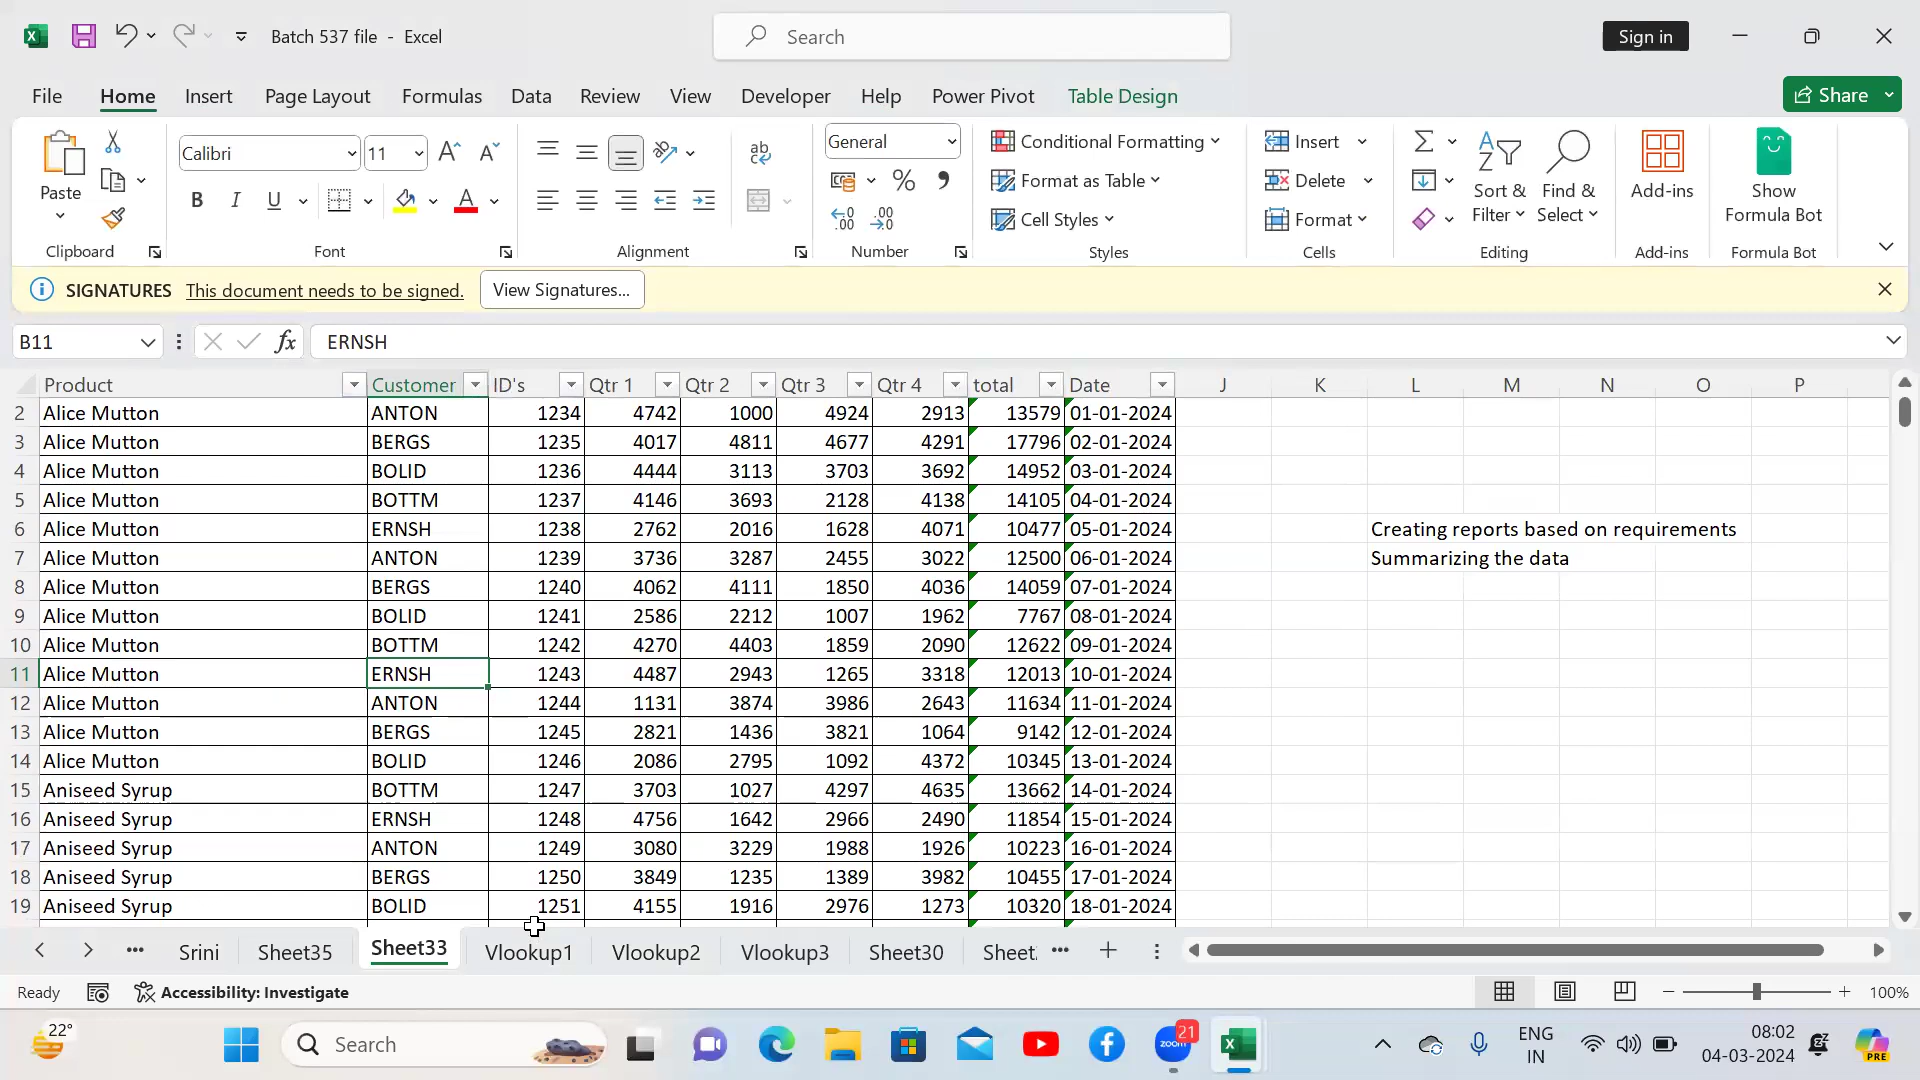 Batch 537 file - Excel
Search
Sign in
File Home Insert Page Layout Formulas Data Review View Developer Help Power Pivot Table Design
Share
Paste
Clipboard
Calibri 11
B I U A
Font
ab
Alignment
General
% ,
Number
Conditional Formatting
Format as Table
Cell Styles
Styles
Insert
Delete
Format
Cells
Sort & Filter
Find & Select
Editing
Add-ins
Add-ins
Show Formula Bot
Formula Bot
SIGNATURES This document needs to be signed. View Signatures...
B11 fx ERNSH
Product Customer ID's Qtr 1 Qtr 2 Qtr 3 Qtr 4 total Date J K L M N O P
2 Alice Mutton ANTON 1234 4742 1000 4924 2913 13579 01-01-2024
3 Alice Mutton BERGS 1235 4017 4811 4677 4291 17796 02-01-2024
4 Alice Mutton BOLID 1236 4444 3113 3703 3692 14952 03-01-2024
5 Alice Mutton BOTTM 1237 4146 3693 2128 4138 14105 04-01-2024
6 Alice Mutton ERNSH 1238 2762 2016 1628 4071 10477 05-01-2024 Creating reports based on requirements
7 Alice Mutton ANTON 1239 3736 3287 2455 3022 12500 06-01-2024 Summarizing the data
8 Alice Mutton BERGS 1240 4062 4111 1850 4036 14059 07-01-2024
9 Alice Mutton BOLID 1241 2586 2212 1007 1962 7767 08-01-2024
10 Alice Mutton BOTTM 1242 4270 4403 1859 2090 12622 09-01-2024
11 Alice Mutton ERNSH 1243 4487 2943 1265 3318 12013 10-01-2024
12 Alice Mutton ANTON 1244 1131 3874 3986 2643 11634 11-01-2024
13 Alice Mutton BERGS 1245 2821 1436 3821 1064 9142 12-01-2024
14 Alice Mutton BOLID 1246 2086 2795 1092 4372 10345 13-01-2024
15 Aniseed Syrup BOTTM 1247 3703 1027 4297 4635 13662 14-01-2024
16 Aniseed Syrup ERNSH 1248 4756 1642 2966 2490 11854 15-01-2024
17 Aniseed Syrup ANTON 1249 3080 3229 1988 1926 10223 16-01-2024
18 Aniseed Syrup BERGS 1250 3849 1235 1389 3982 10455 17-01-2024
19 Aniseed Syrup BOLID 1251 4155 1916 2976 1273 10320 18-01-2024
Srini Sheet35 Sheet33 Vlookup1 Vlookup2 Vlookup3 Sheet30 Sheet
Ready Accessibility: Investigate 100%
22° Search zoom 21 ENG IN 08:02 04-03-2024 PRE